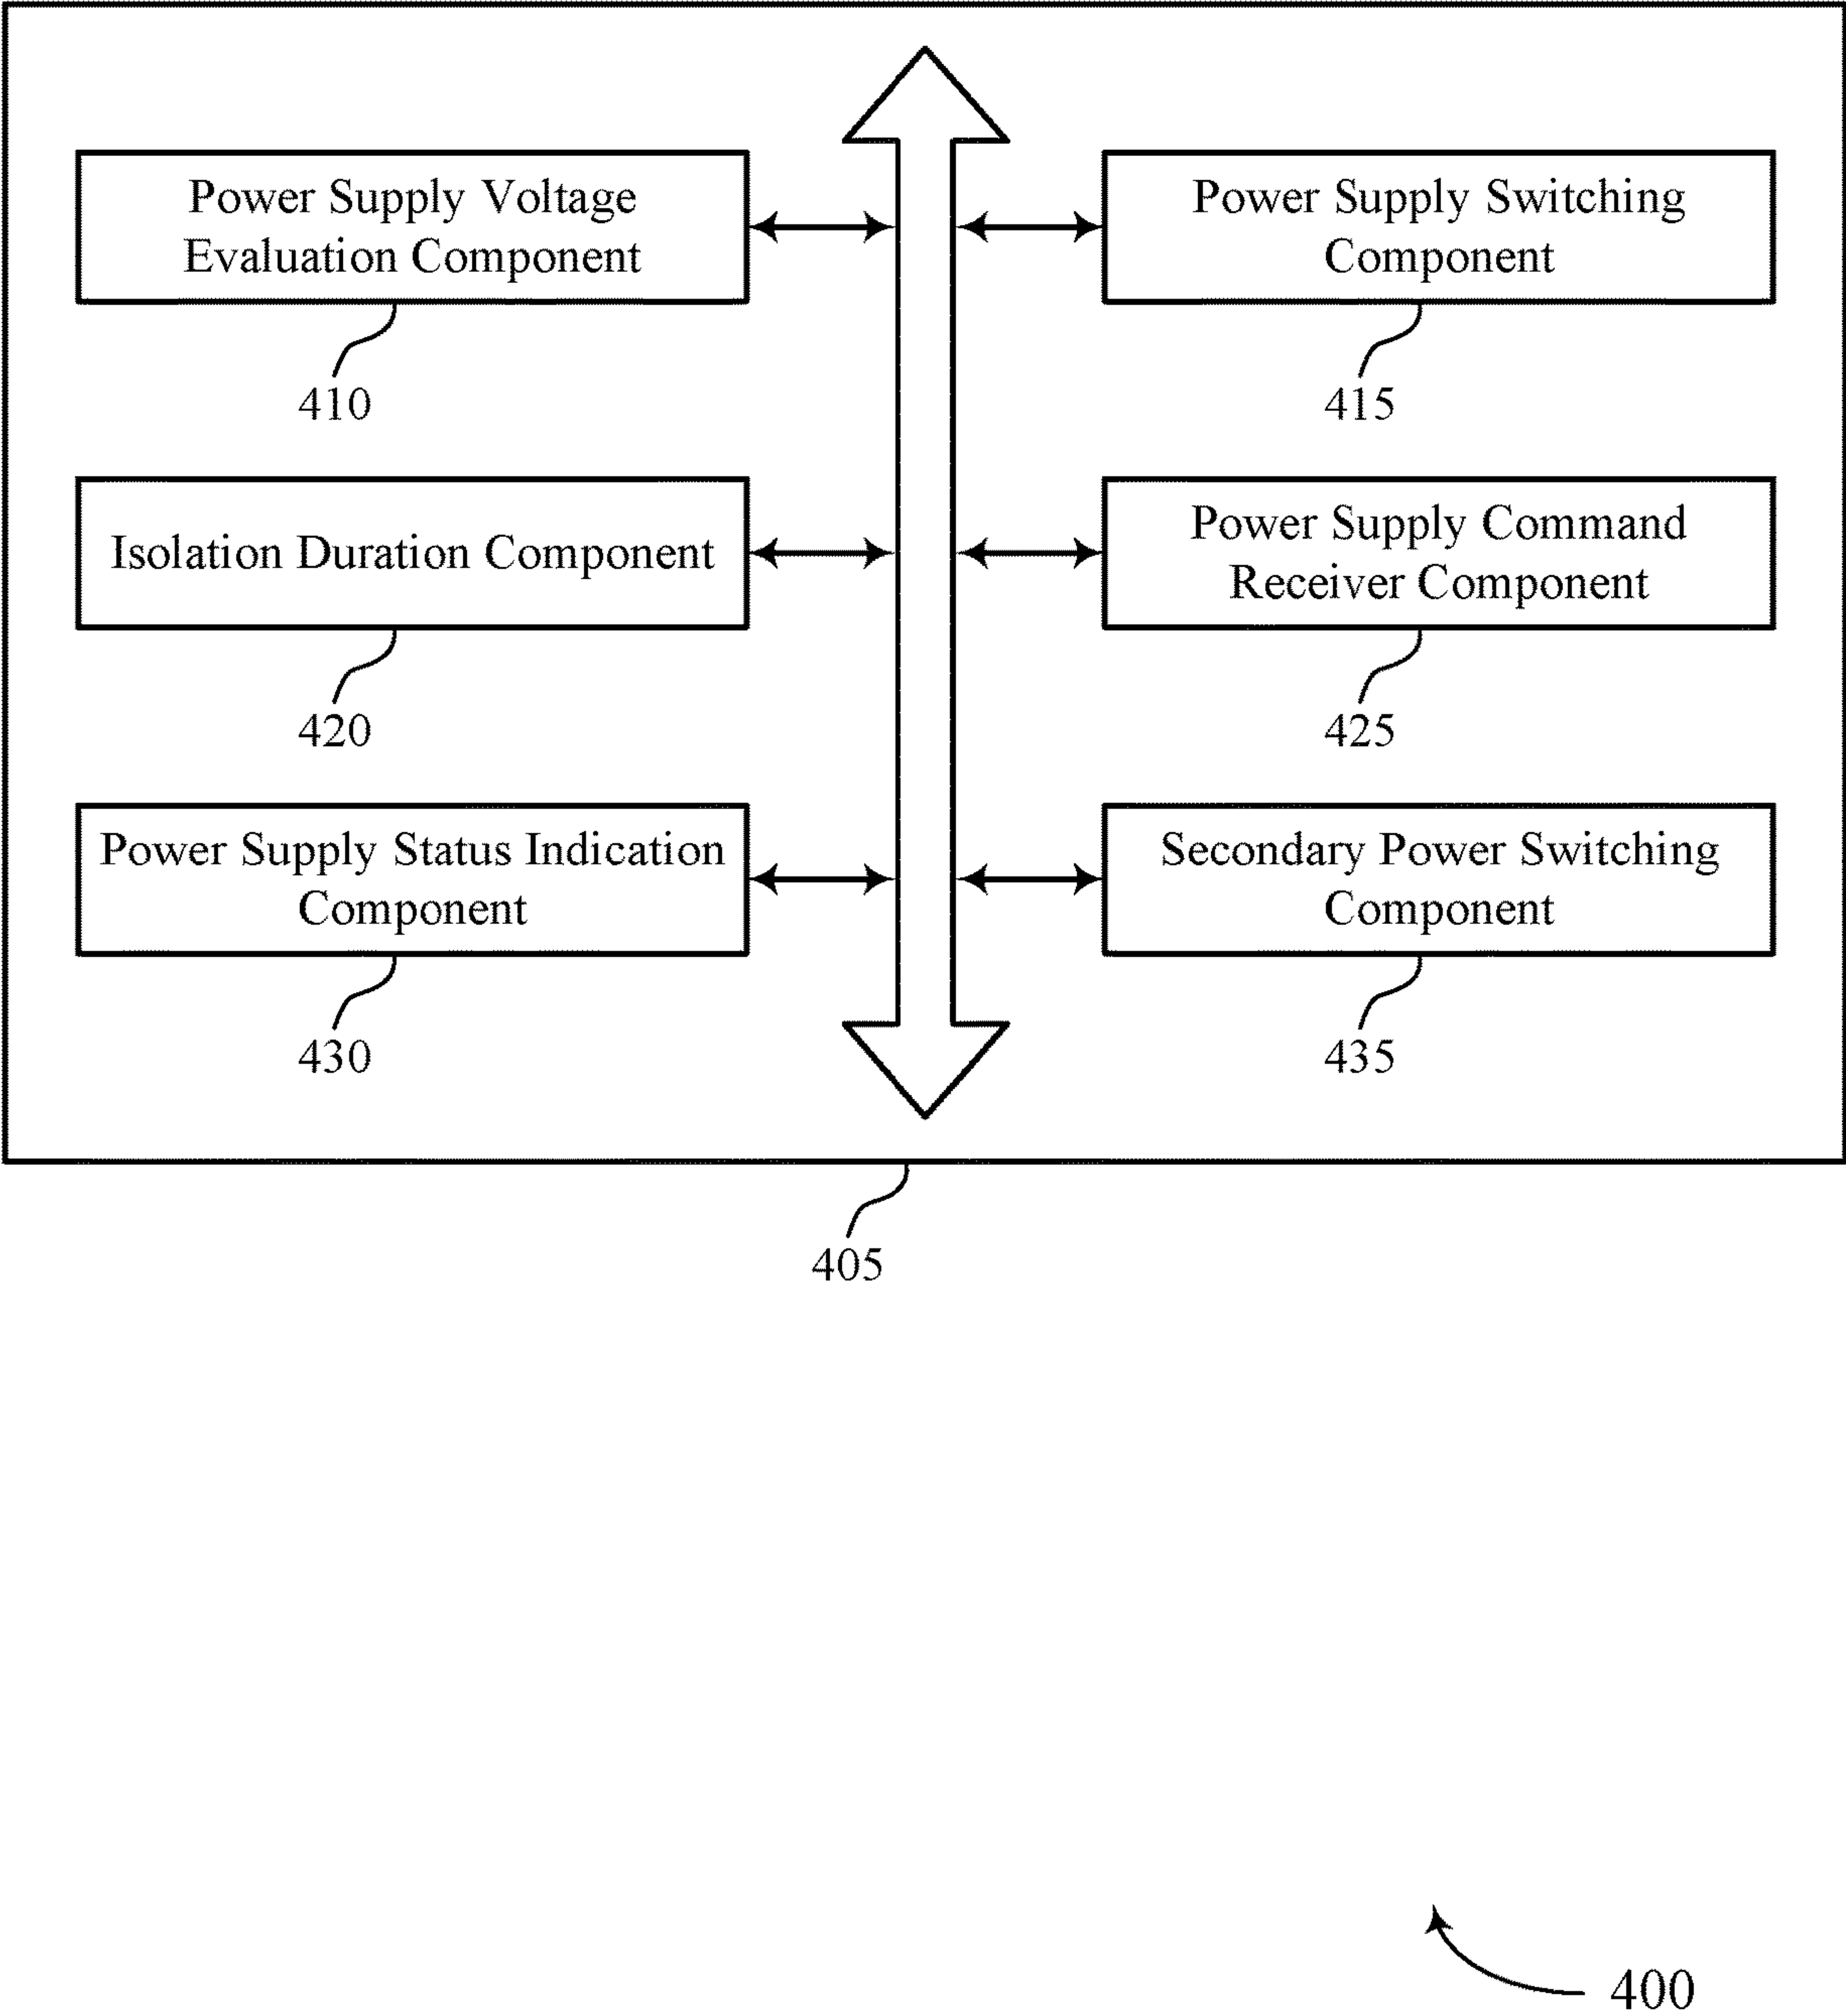 Power Supply Voltage
Evaluation Component
410
Power Supply Switching
Component
415
Isolation Duration Component
420
Power Supply Command
Receiver Component
425
Power Supply Status Indication
Component
430
Secondary Power Switching
Component
435
405
400